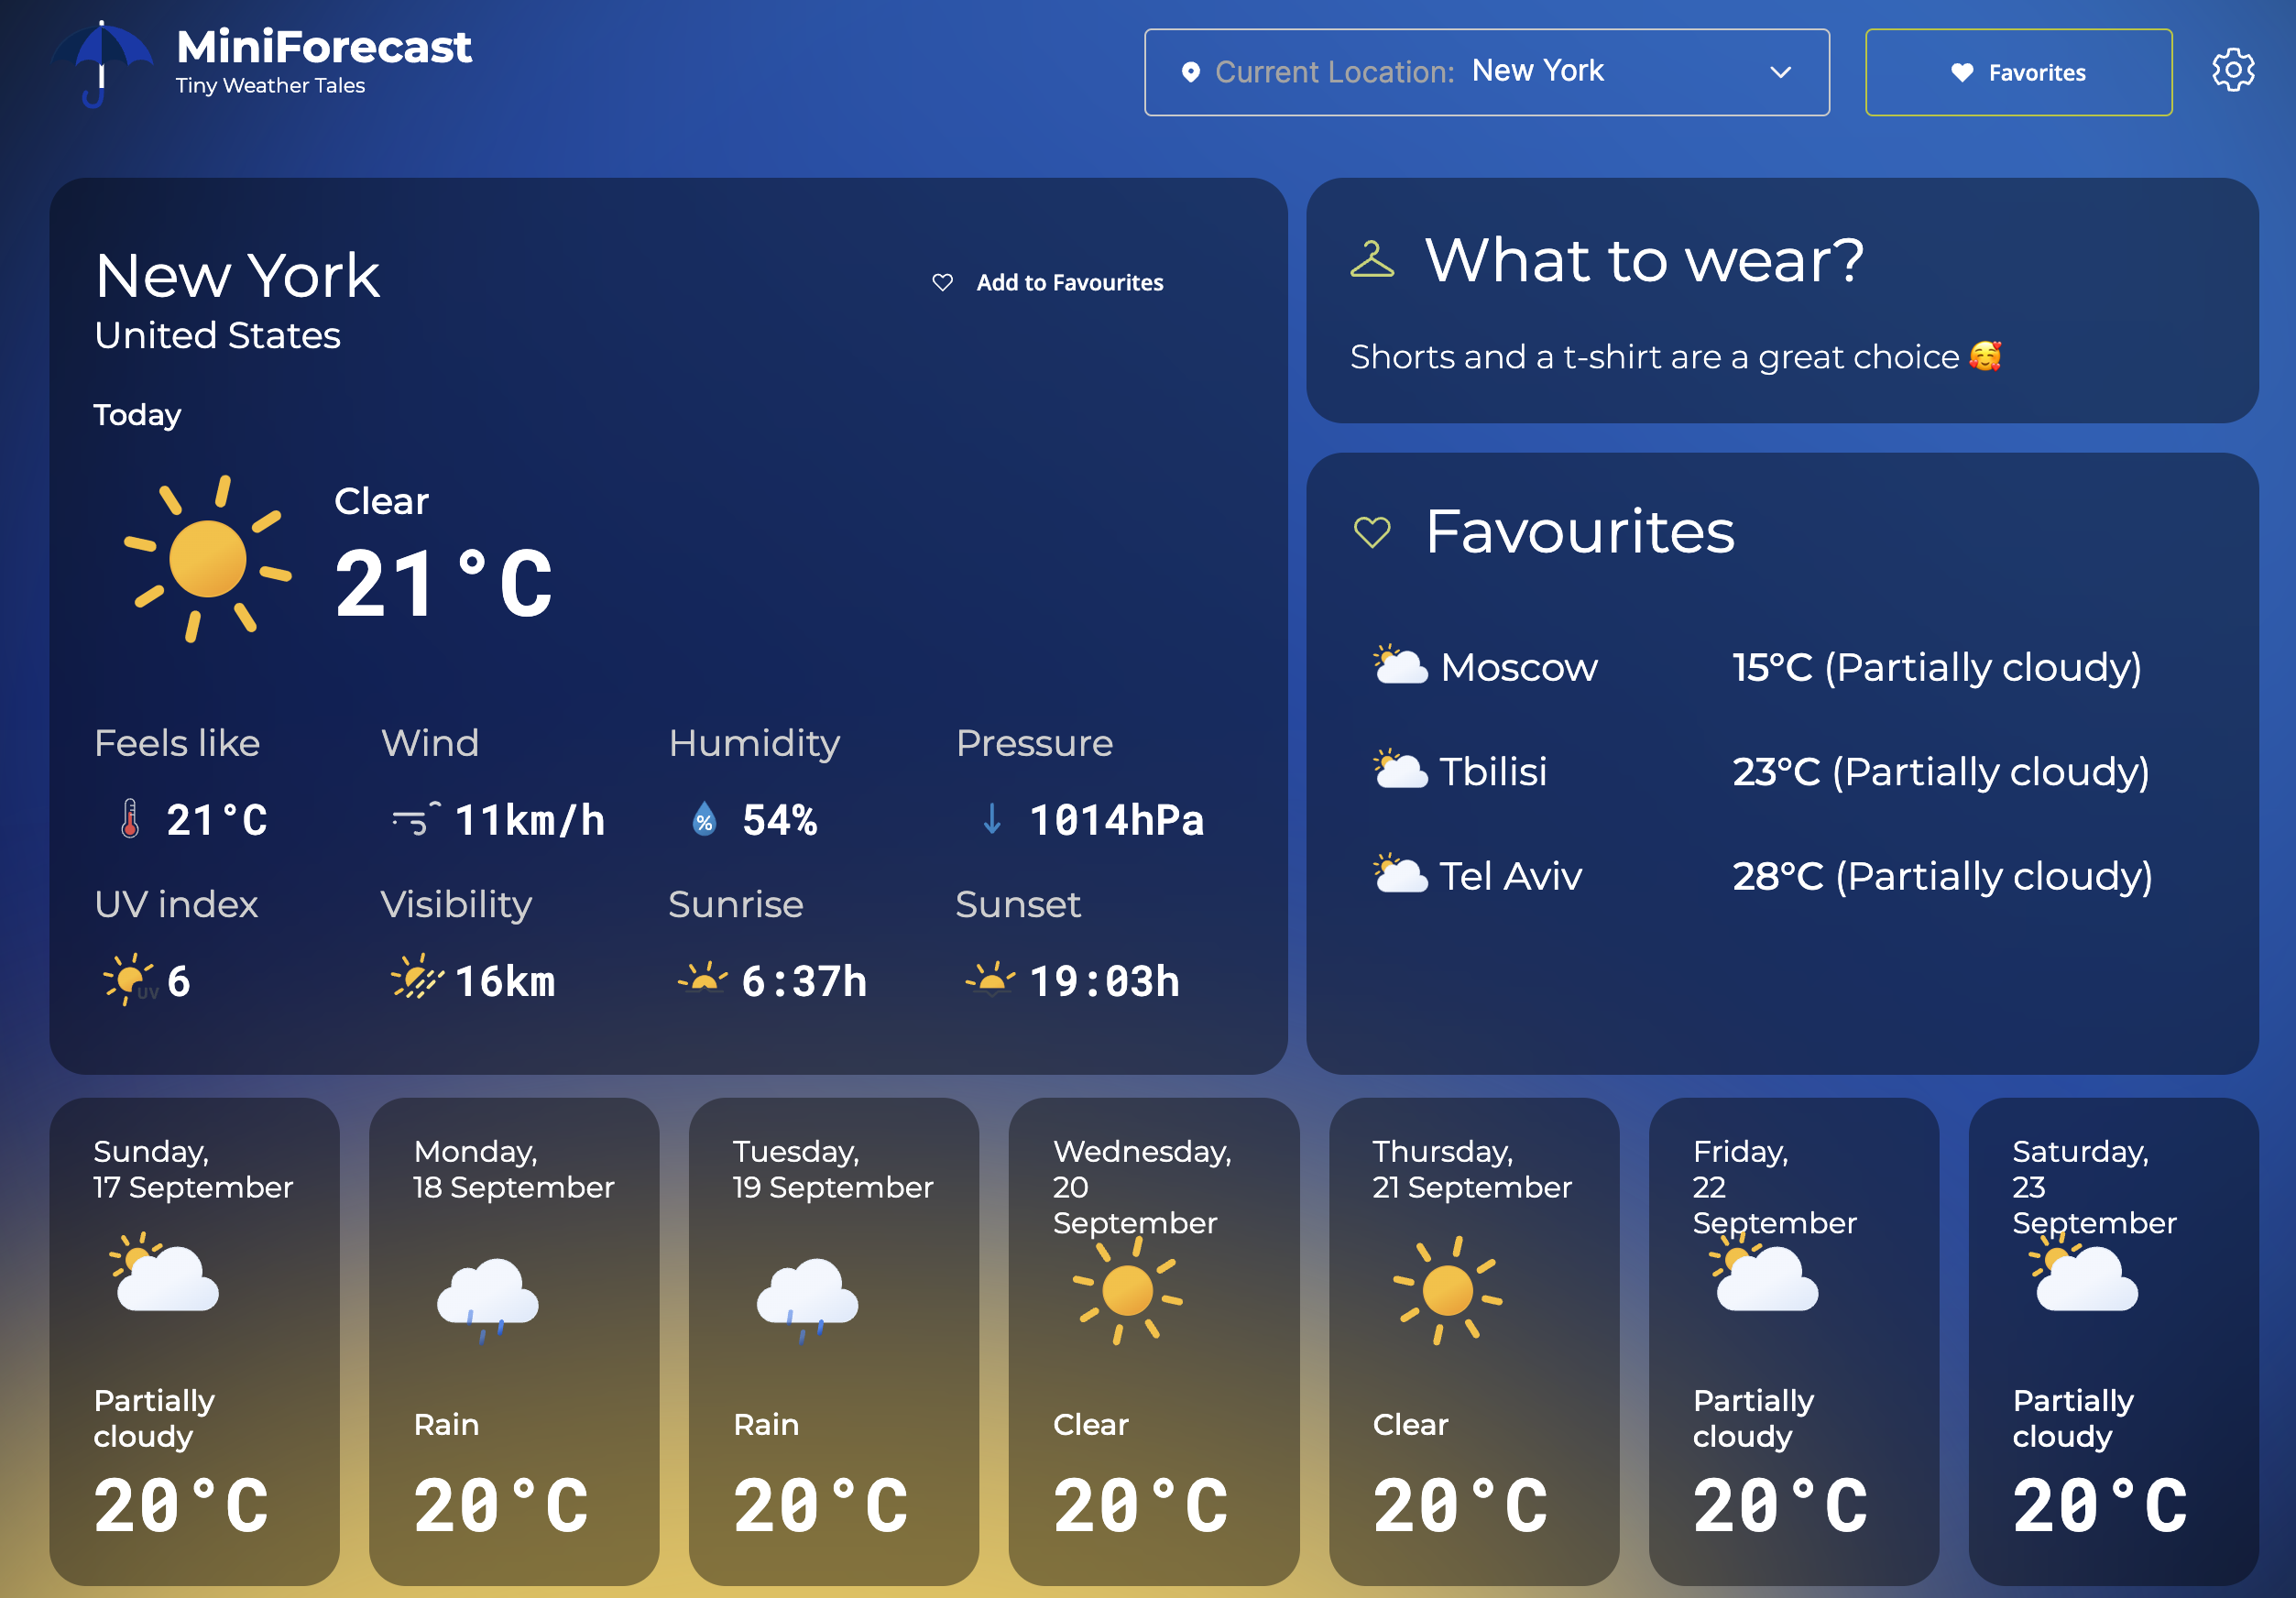 MiniForecast
Tiny Weather Tales
Current Location: New York
Favorites
New York
United States
Add to Favourites
Today
Clear
21°C
Feels like
21°C
Wind
11km/h
Humidity
%
54%
Pressure
1014hPa
UV index
UV
6
Visibility
16km
Sunrise
6:37h
Sunset
19:03h
What to wear?
Shorts and a t-shirt are a great choice 🥰
Favourites
Moscow 15°C (Partially cloudy)
Tbilisi 23°C (Partially cloudy)
Tel Aviv 28°C (Partially cloudy)
Sunday,
17 September
Partially
cloudy
20°C
Monday,
18 September
Rain
20°C
Tuesday,
19 September
Rain
20°C
Wednesday,
20
September
Clear
20°C
Thursday,
21 September
Clear
20°C
Friday,
22
September
Partially
cloudy
20°C
Saturday,
23
September
Partially
cloudy
20°C